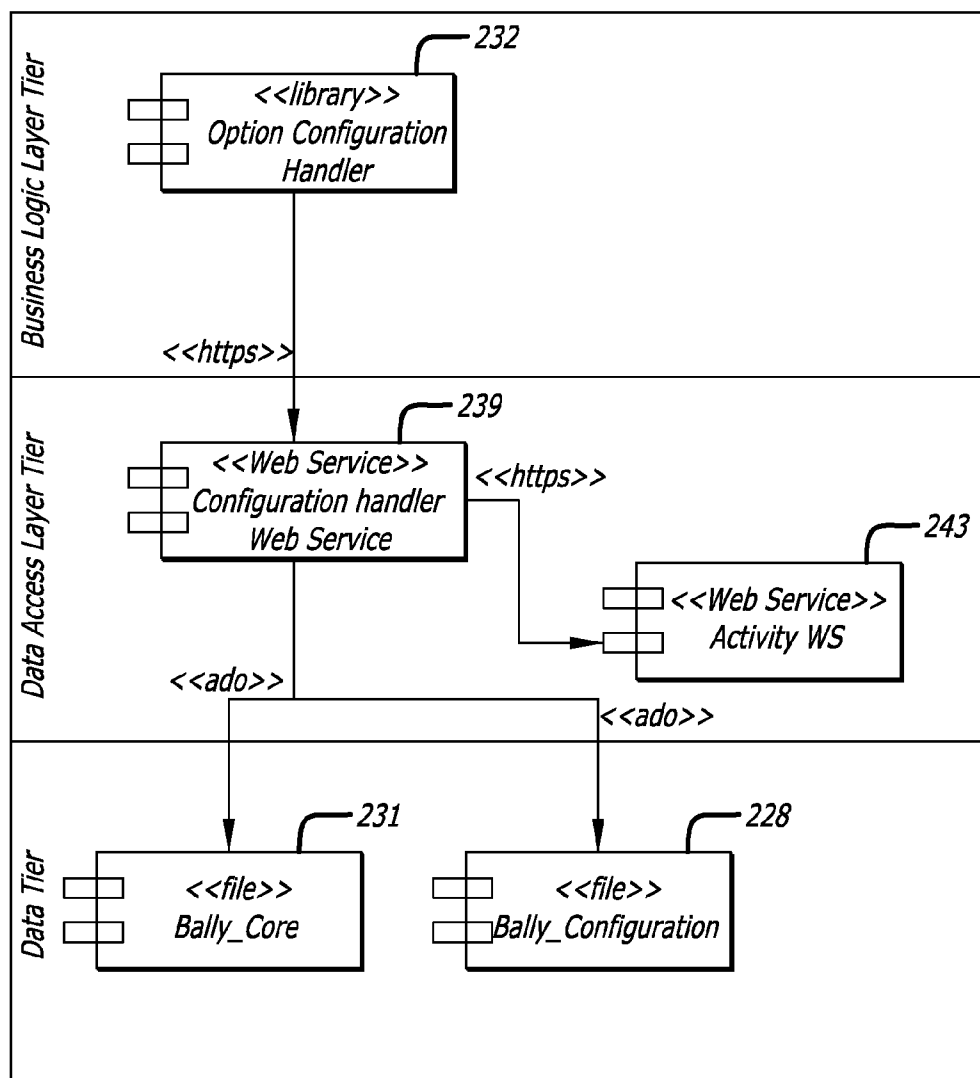 Business Logic Layer Tier
232
<<library>>
Option Configuration
Handler
<<https>>
Data Access Layer Tier
239
<<Web Service>>
Configuration handler
Web Service
<<https>>
243
<<Web Service>>
Activity WS
<<ado>>
<<ado>>
Data Tier
231
<<file>>
Bally_Core
228
<<file>>
Bally_Configuration